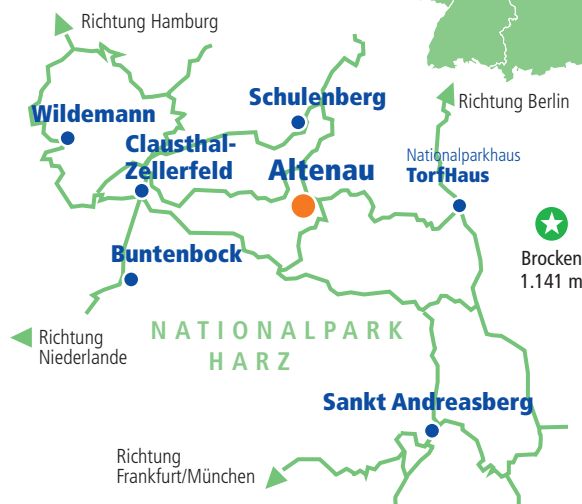 Richtung Hamburg
Schulenberg
Richtung Berlin
Wildemann
Clausthal-
Zellerfeld
Altenau
Nationalparkhaus
TorfHaus
Buntenbock
Brocken
1.141 m
NATIONALPARK
HARZ
Richtung
Niederlande
Sankt Andreasberg
Richtung
Frankfurt/München